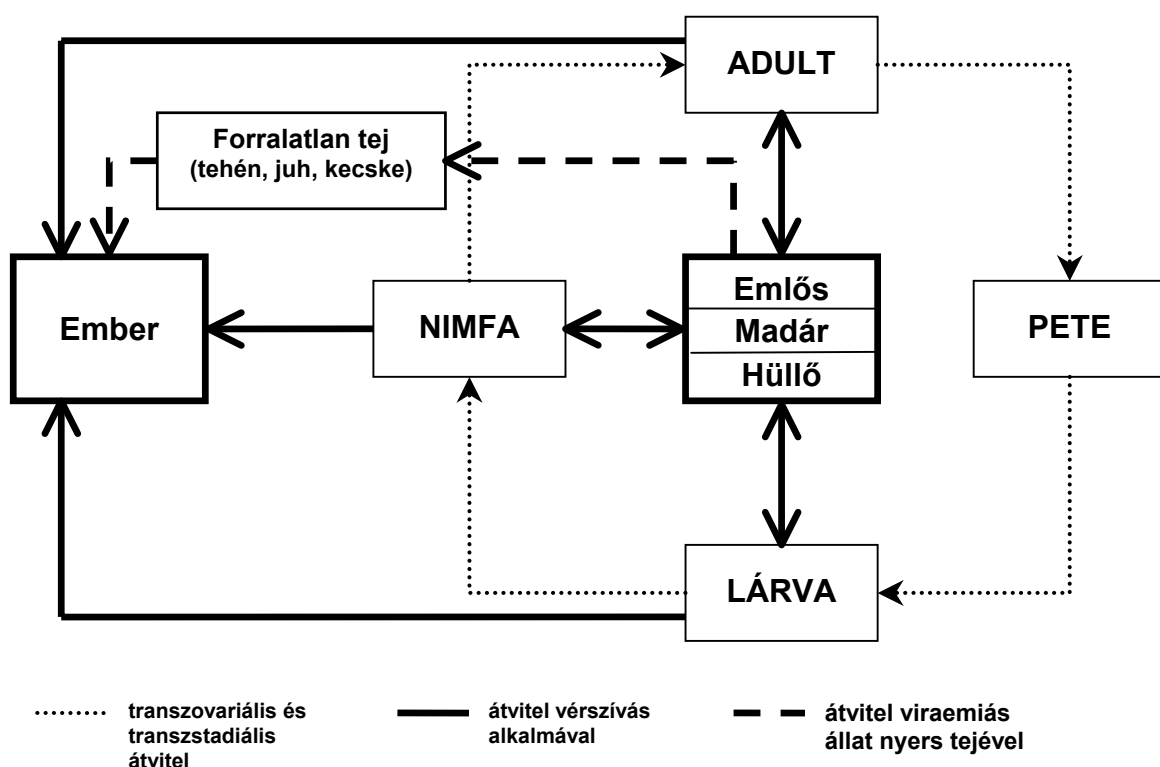 ADULT
Forralatlan tej
(tehén, juh, kecske)
Ember
NIMFA
Emlős
Madár
Hüllő
PETE
LÁRVA
transzovariális és
transzstadiális
átvitel
átvitel vérszívás
alkalmával
átvitel viraemiás
állat nyers tejével